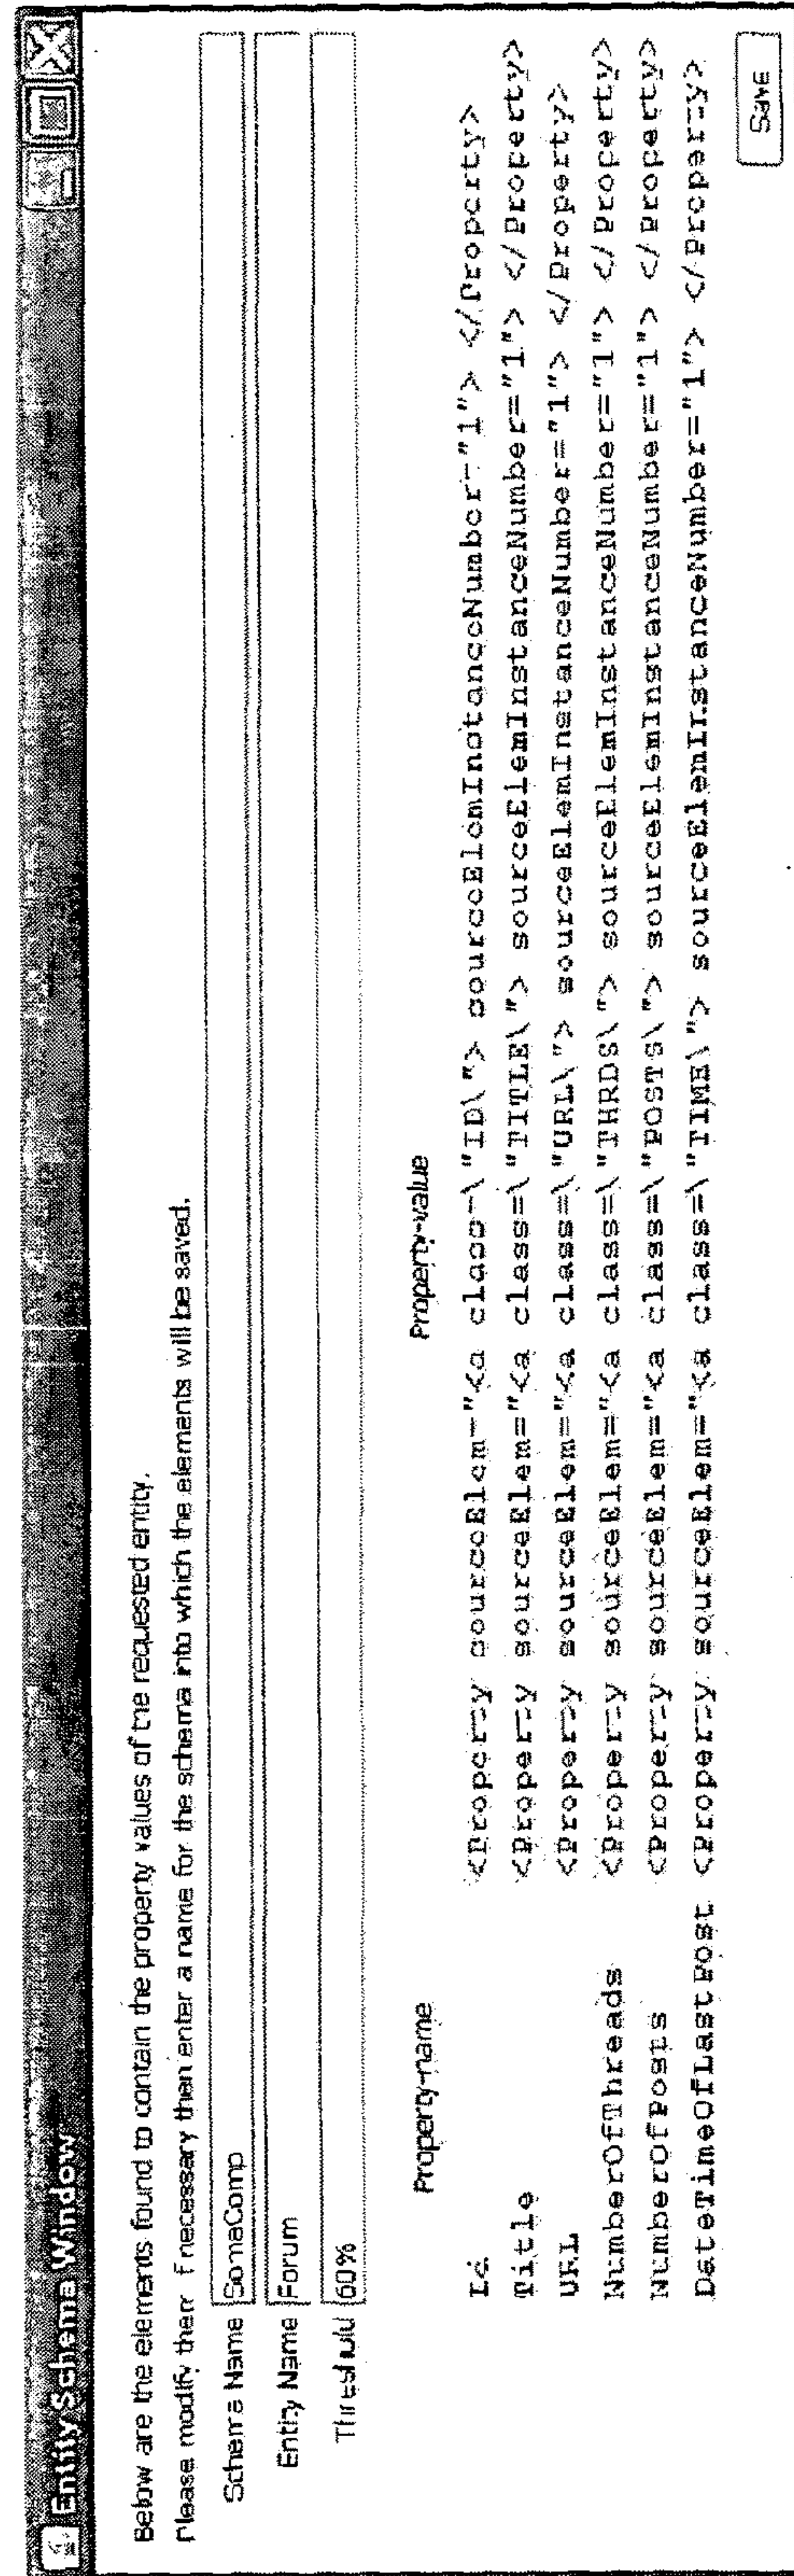 Entity Schema Window
Below are the elements found to contain the property values of the requested entity.
Please modify them if necessary then enter a name for the schema into which the elements will be saved.
Schema Name SomaComp
Entity Name Forum
Threshold 60%
Property-name Property-value
Id <Property sourceElem="<a class=\"ID\"> sourceElemInstanceNumber="1"> </Property>
Title <Property sourceElem="<a class=\"TITLE\"> sourceElemInstanceNumber="1"> </Property>
URL <Property sourceElem="<a class=\"URL\"> sourceElemInstanceNumber="1"> </Property>
NumberOfThreads <Property sourceElem="<a class=\"THRDS\"> sourceElemInstanceNumber="1"> </Property>
NumberOfPosts <Property sourceElem="<a class=\"POSTS\"> sourceElemInstanceNumber="1"> </Property>
DateTimeOfLastPost <Property sourceElem="<a class=\"TIME\"> sourceElemInstanceNumber="1"> </Property>
Save